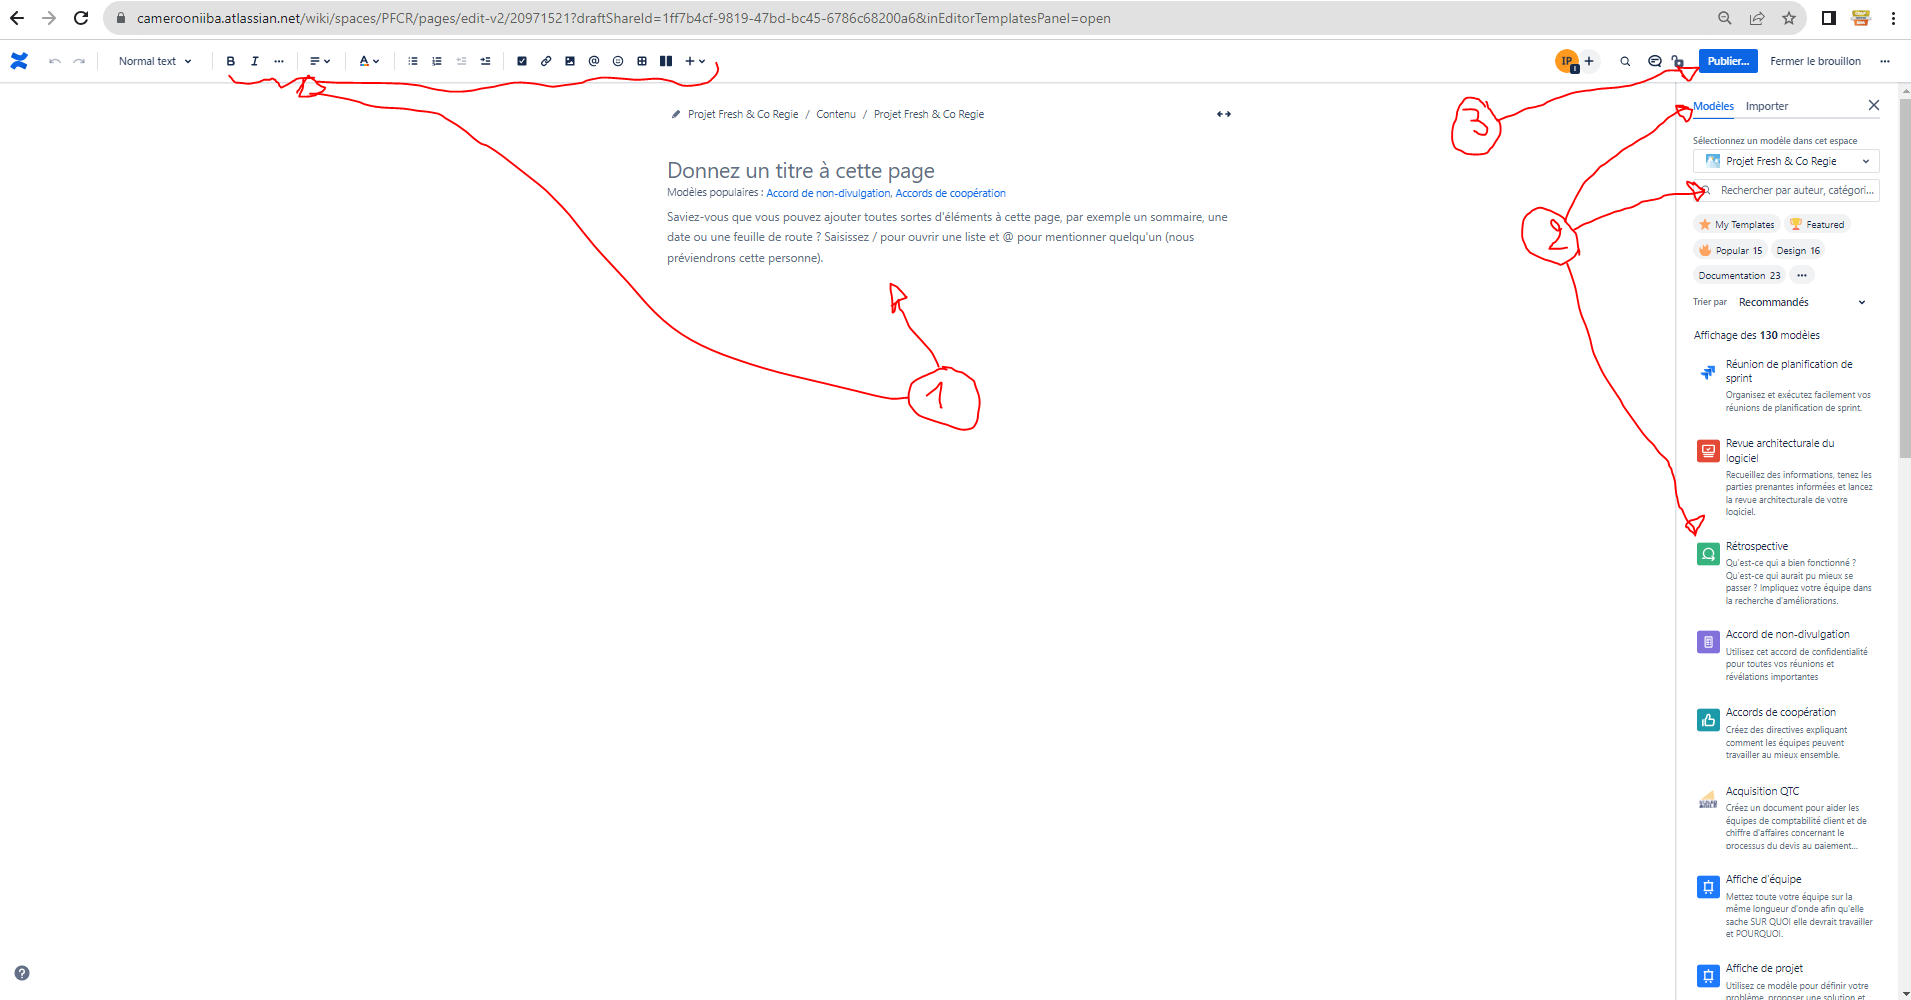 camerooniiba.atlassian.net/wiki/spaces/PFCR/pages/edit-v2/20971521?draftShareId=1ff7b4cf-9819-47bd-bc45-6786c68200a6&inEditorTemplatesPanel=open
Normal text B I ··· A @ + IP + Publier... Fermer le brouillon ···
Projet Fresh & Co Regie / Contenu / Projet Fresh & Co Regie
Donnez un titre à cette page
Modèles populaires : Accord de non-divulgation, Accords de coopération
Saviez-vous que vous pouvez ajouter toutes sortes d'éléments à cette page, par exemple un sommaire, une
date ou une feuille de route ? Saisissez / pour ouvrir une liste et @ pour mentionner quelqu'un (nous
préviendrons cette personne).
1
2
3
Modèles Importer
Sélectionnez un modèle dans cet espace
Projet Fresh & Co Regie
Rechercher par auteur, catégori...
My Templates Featured
Popular 15 Design 16
Documentation 23 ···
Trier par Recommandés
Affichage des 130 modèles
Réunion de planification de
sprint
Organisez et exécutez facilement vos
réunions de planification de sprint.
Revue architecturale du
logiciel
Recueillez des informations, tenez les
parties prenantes informées et lancez
la revue architecturale de votre
logiciel.
Rétrospective
Qu'est-ce qui a bien fonctionné ?
Qu'est-ce qui aurait pu mieux se
passer ? Impliquez votre équipe dans
la recherche d'améliorations.
Accord de non-divulgation
Utilisez cet accord de confidentialité
pour toutes vos réunions et
révélations importantes
Accords de coopération
Créez des directives expliquant
comment les équipes peuvent
travailler au mieux ensemble.
Acquisition QTC
Créez un document pour aider les
équipes de comptabilité client et de
chiffre d'affaires concernant le
processus du devis au paiement...
Affiche d'équipe
Mettez toute votre équipe sur la
même longueur d'onde afin qu'elle
sache SUR QUOI elle devrait travailler
et POURQUOI.
Affiche de projet
Utilisez ce modèle pour définir votre
problème, proposer une solution et